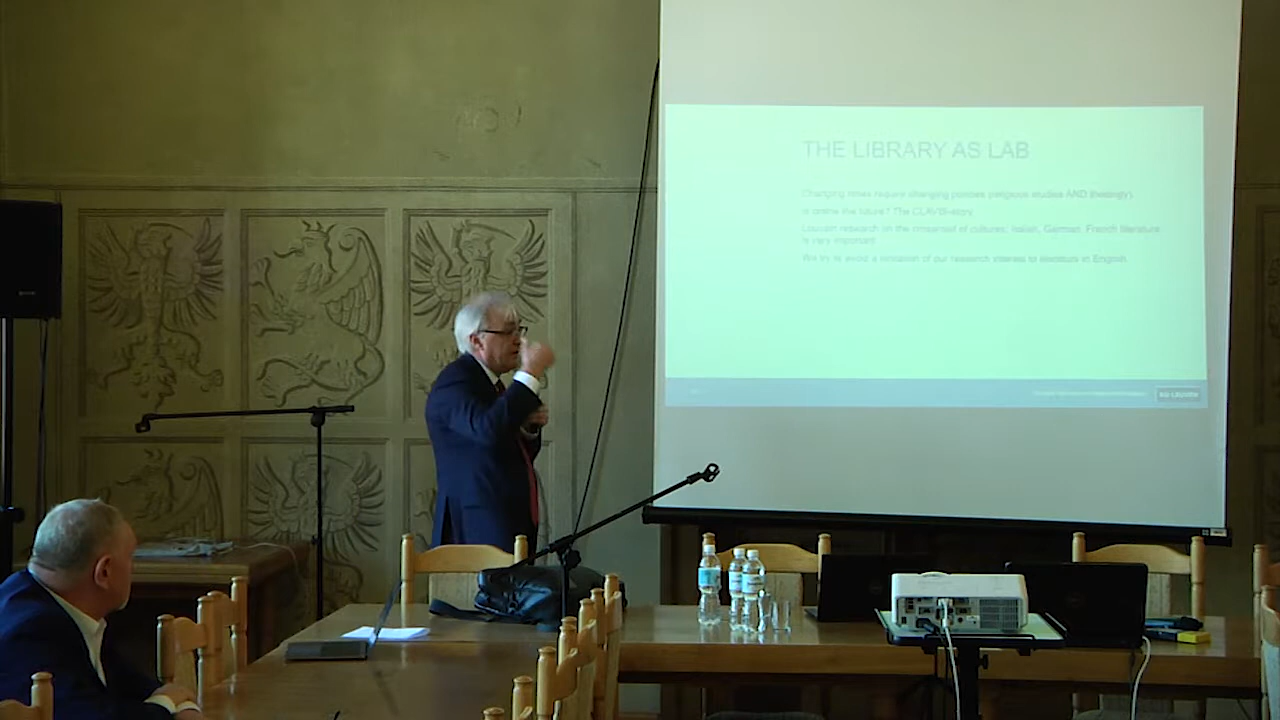 THE LIBRARY AS LAB
Changing times require changing policies (religious studies AND theology).
Is online the future? The CLAVIS-story
Louvain research on the crossroad of cultures: Italian, German, French literature
is very important
We try to avoid a limitation of our research interest to literature in English.
KU LEUVEN